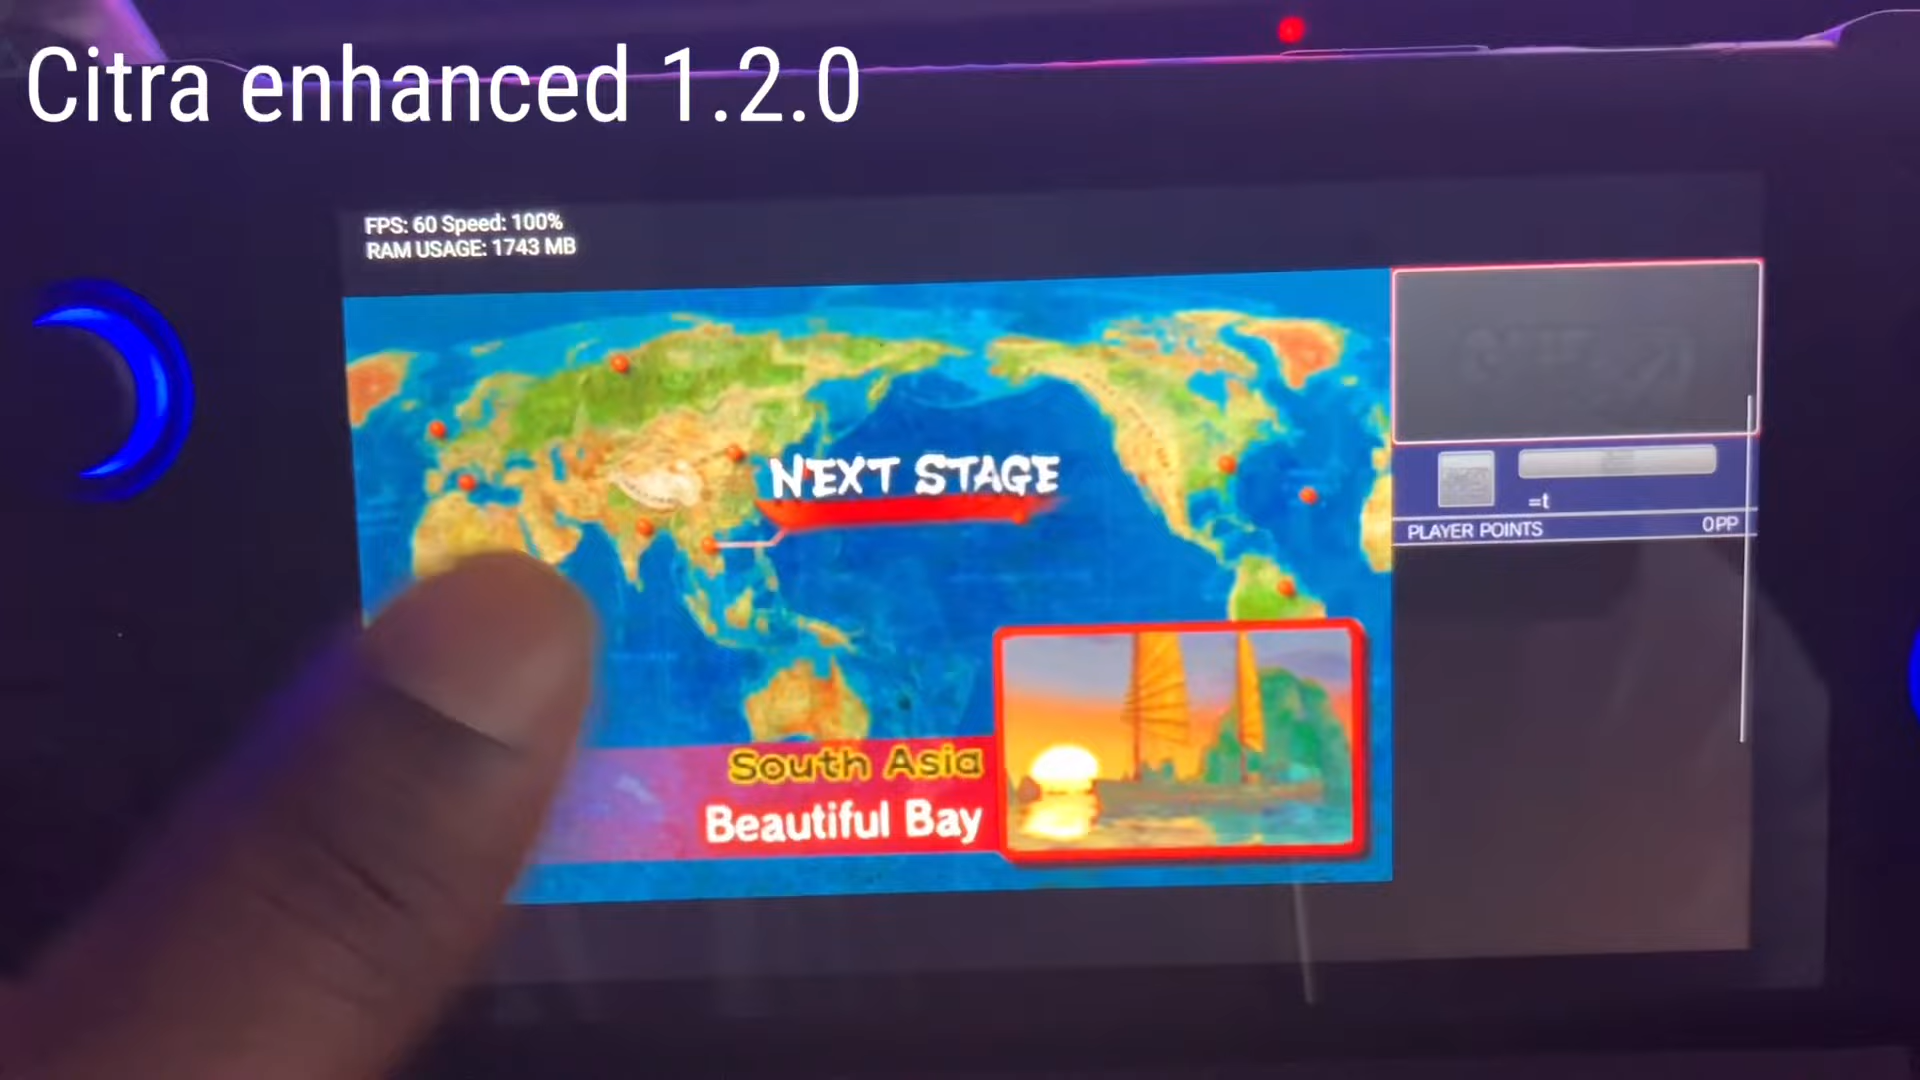 Citra enhanced 1.2.0
FPS: 60 Speed: 100%
RAM USAGE: 1743 MB
NEXT STAGE
=t
PLAYER POINTS 0PP
South Asia
Beautiful Bay